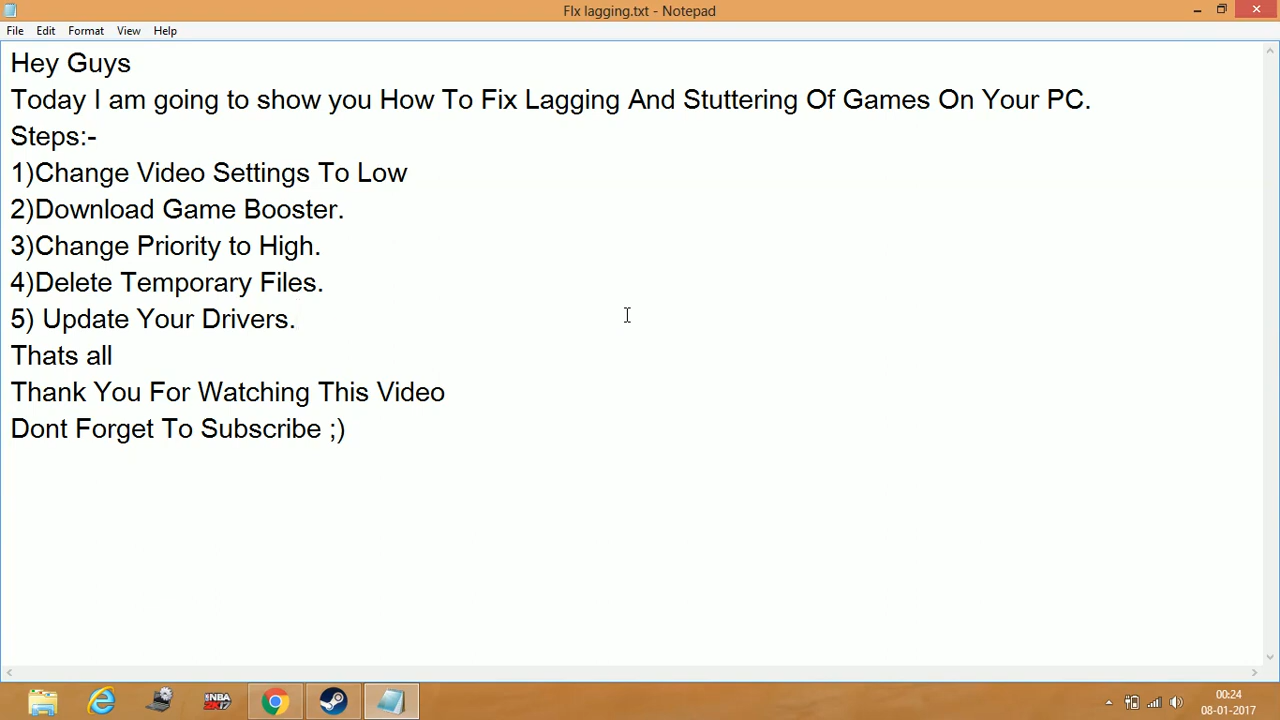 FIx lagging.txt - Notepad
File Edit Format View Help
Hey Guys
Today I am going to show you How To Fix Lagging And Stuttering Of Games On Your PC.
Steps:-
1)Change Video Settings To Low
2)Download Game Booster.
3)Change Priority to High.
4)Delete Temporary Files.
5) Update Your Drivers.
Thats all
Thank You For Watching This Video
Dont Forget To Subscribe ;)
NBA
2K17
00:24
08-01-2017